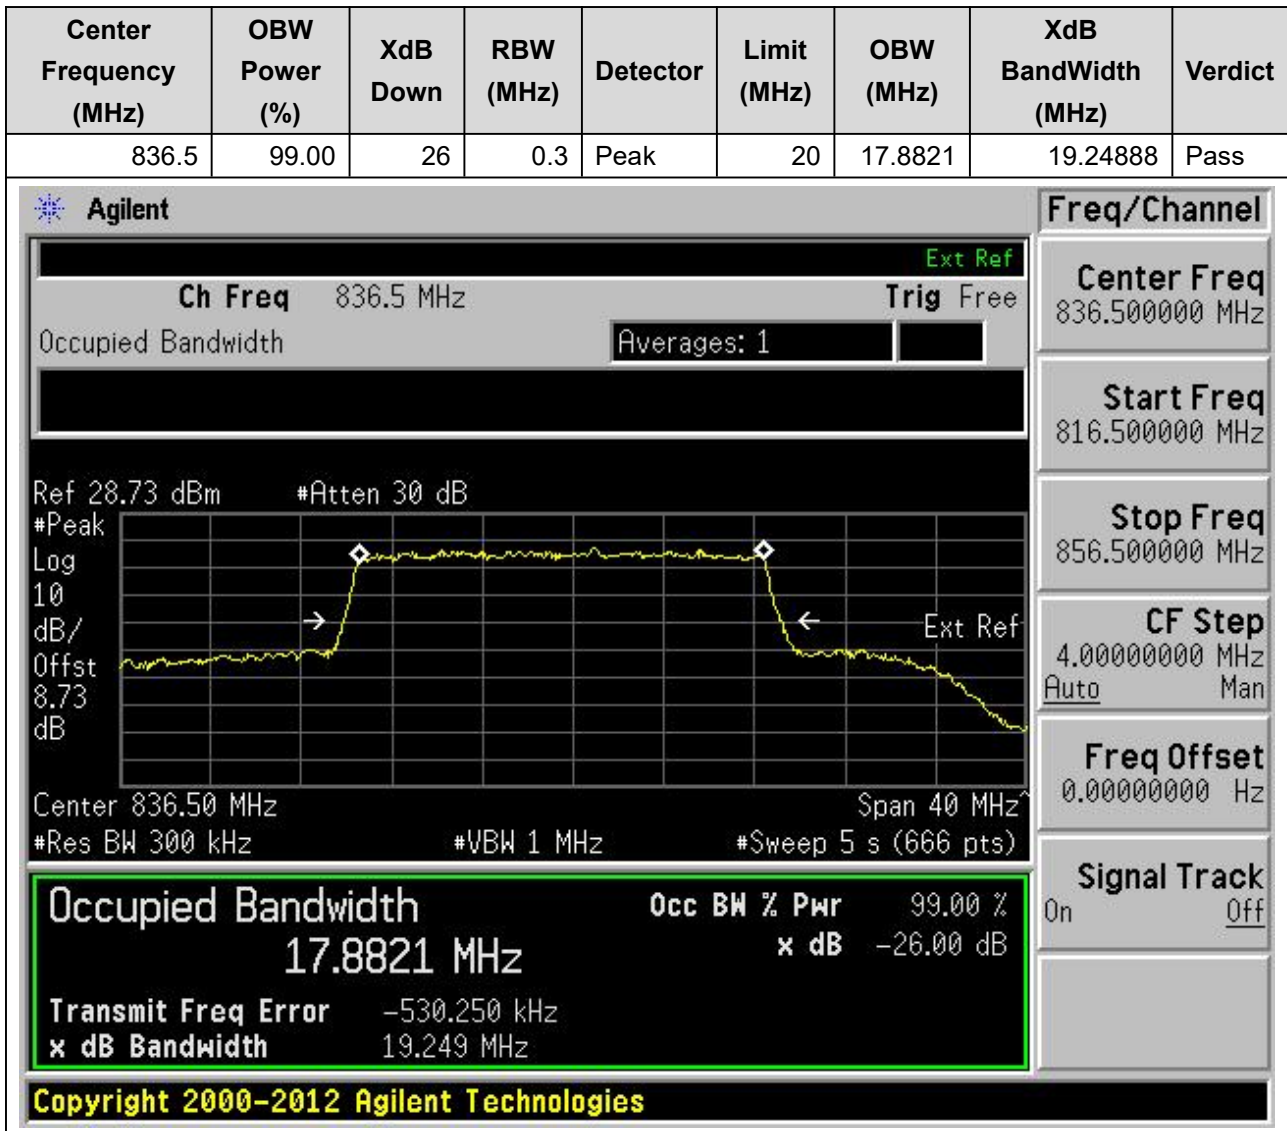 Center Frequency (MHz) OBW Power (%) XdB Down RBW (MHz) Detector Limit (MHz) OBW (MHz) XdB BandWidth (MHz) Verdict
836.5 99.00 26 0.3 Peak 20 17.8821 19.24888 Pass
Agilent
Freq/Channel
Ext Ref
Ch Freq 836.5 MHz Trig Free
Occupied Bandwidth Averages: 1
Center Freq
836.500000 MHz
Start Freq
816.500000 MHz
Stop Freq
856.500000 MHz
CF Step
4.00000000 MHz
Auto Man
Freq Offset
0.00000000 Hz
Signal Track
On Off
Ref 28.73 dBm #Atten 30 dB
#Peak
Log
10
dB/
Offst
8.73
dB
Ext Ref
Center 836.50 MHz Span 40 MHz^
#Res BW 300 kHz #VBW 1 MHz #Sweep 5 s (666 pts)
Occupied Bandwidth
17.8821 MHz
Occ BW % Pwr 99.00 %
x dB -26.00 dB
Transmit Freq Error -530.250 kHz
x dB Bandwidth 19.249 MHz
Copyright 2000-2012 Agilent Technologies